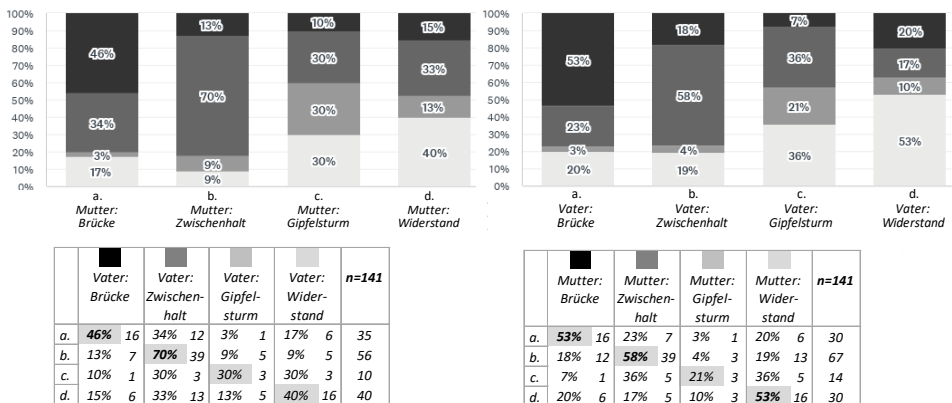 100%
90%
80%
70%
60%
50%
40%
30%
20%
10%
0%
46%
34%
3%
17%
13%
70%
9%
9%
10%
30%
30%
30%
15%
33%
13%
40%
a.
Mutter:
Brücke
b.
Mutter:
Zwischenhalt
c.
Mutter:
Gipfelsturm
d.
Mutter:
Widerstand
100%
90%
80%
70%
60%
50%
40%
30%
20%
10%
0%
53%
23%
3%
20%
18%
58%
4%
19%
7%
36%
21%
36%
20%
17%
10%
53%
a.
Vater:
Brücke
b.
Vater:
Zwischenhalt
c.
Vater:
Gipfelsturm
d.
Vater:
Widerstand
Vater: Vater: Vater: Vater: n=141
Brücke Zwischen- Gipfel- Wider-
halt sturm stand
a. 46% 16 34% 12 3% 1 17% 6 35
b. 13% 7 70% 39 9% 5 9% 5 56
c. 10% 1 30% 3 30% 3 30% 3 10
d. 15% 6 33% 13 13% 5 40% 16 40
Mutter: Mutter: Mutter: Mutter: n=141
Brücke Zwischen- Gipfel- Wider-
halt sturm stand
a. 53% 16 23% 7 3% 1 20% 6 30
b. 18% 12 58% 39 4% 3 19% 13 67
c. 7% 1 36% 5 21% 3 36% 5 14
d. 20% 6 17% 5 10% 3 53% 16 30